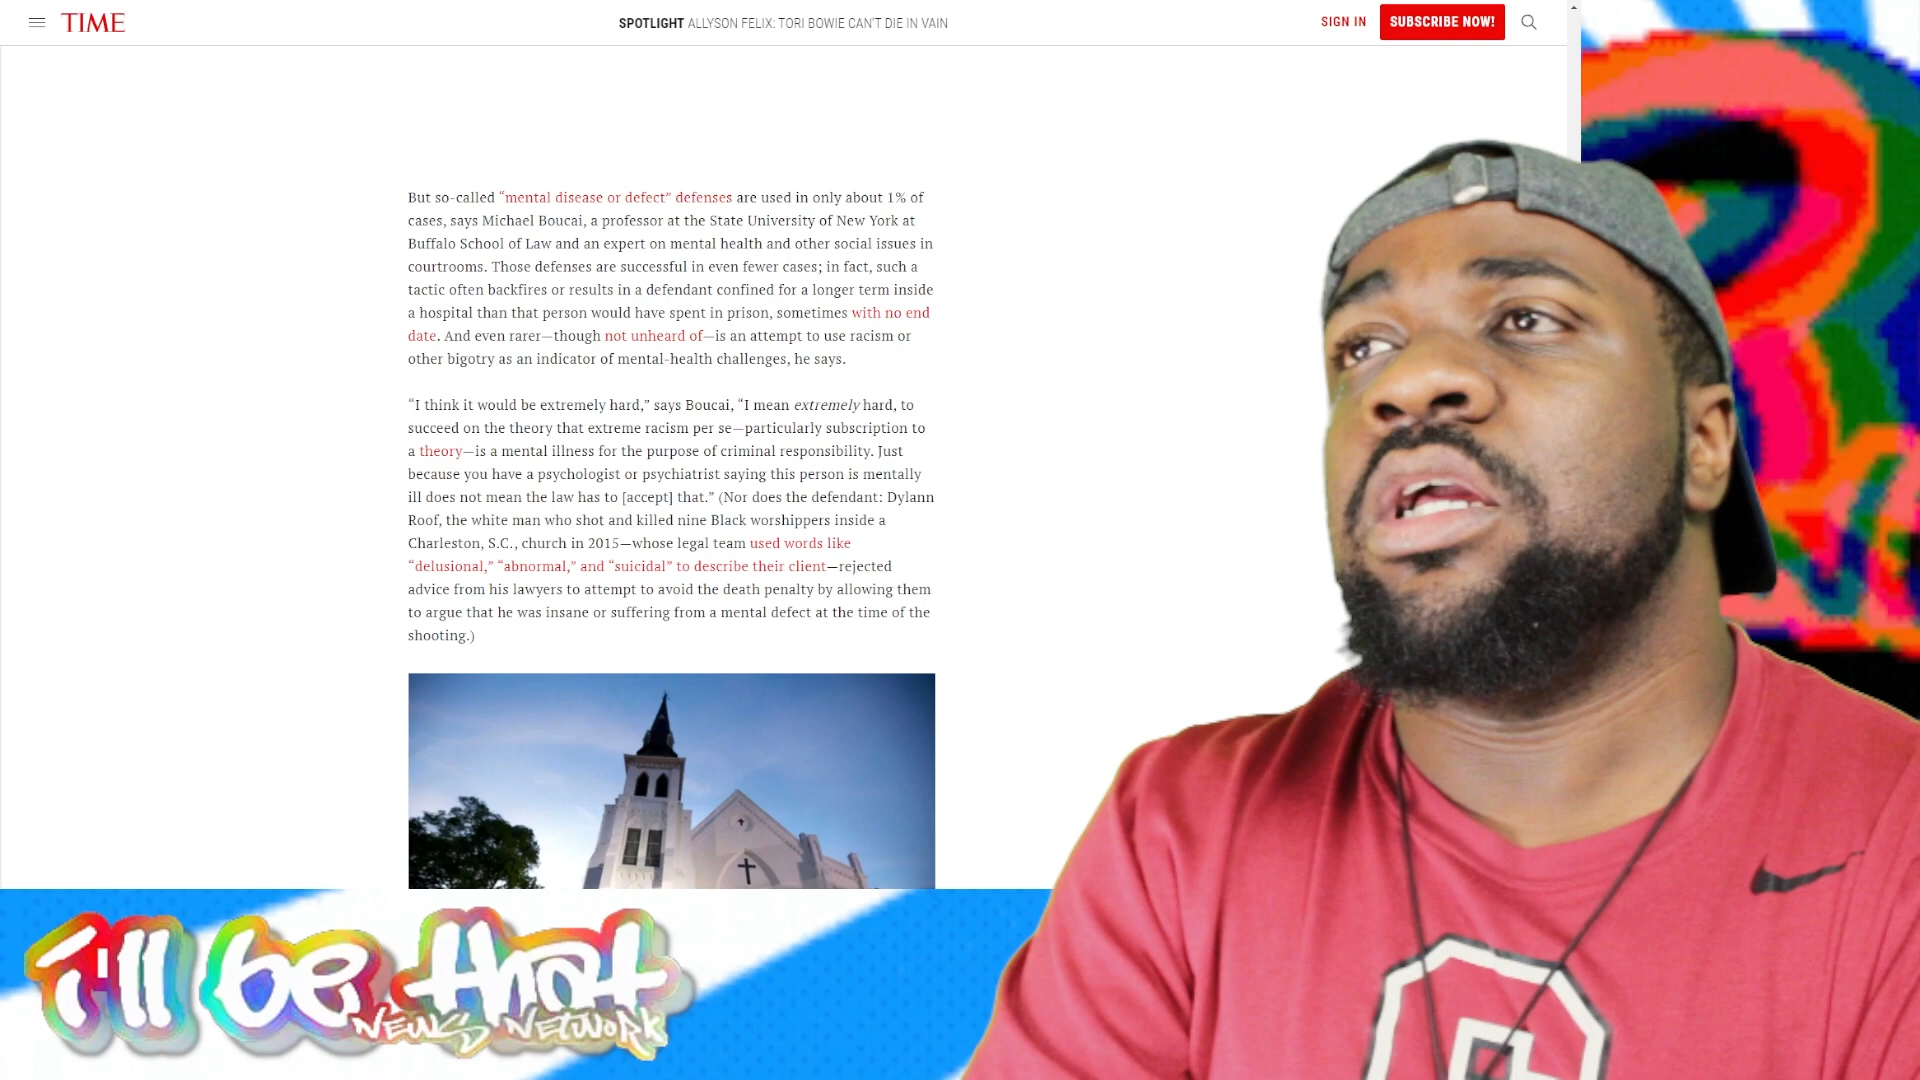 TIME
SPOTLIGHT ALLYSON FELIX: TORI BOWIE CAN'T DIE IN VAIN
SIGN IN
SUBSCRIBE NOW!
But so-called “mental disease or defect” defenses are used in only about 1% of
cases, says Michael Boucai, a professor at the State University of New York at
Buffalo School of Law and an expert on mental health and other social issues in
courtrooms. Those defenses are successful in even fewer cases; in fact, such a
tactic often backfires or results in a defendant confined for a longer term inside
a hospital than that person would have spent in prison, sometimes with no end
date. And even rarer—though not unheard of—is an attempt to use racism or
other bigotry as an indicator of mental-health challenges, he says.
“I think it would be extremely hard,” says Boucai, “I mean extremely hard, to
succeed on the theory that extreme racism per se—particularly subscription to
a theory—is a mental illness for the purpose of criminal responsibility. Just
because you have a psychologist or psychiatrist saying this person is mentally
ill does not mean the law has to [accept] that.” (Nor does the defendant: Dylann
Roof, the white man who shot and killed nine Black worshippers inside a
Charleston, S.C., church in 2015—whose legal team used words like
“delusional,” “abnormal,” and “suicidal” to describe their client—rejected
advice from his lawyers to attempt to avoid the death penalty by allowing them
to argue that he was insane or suffering from a mental defect at the time of the
shooting.)
i'll be that
NEWS NETWORK